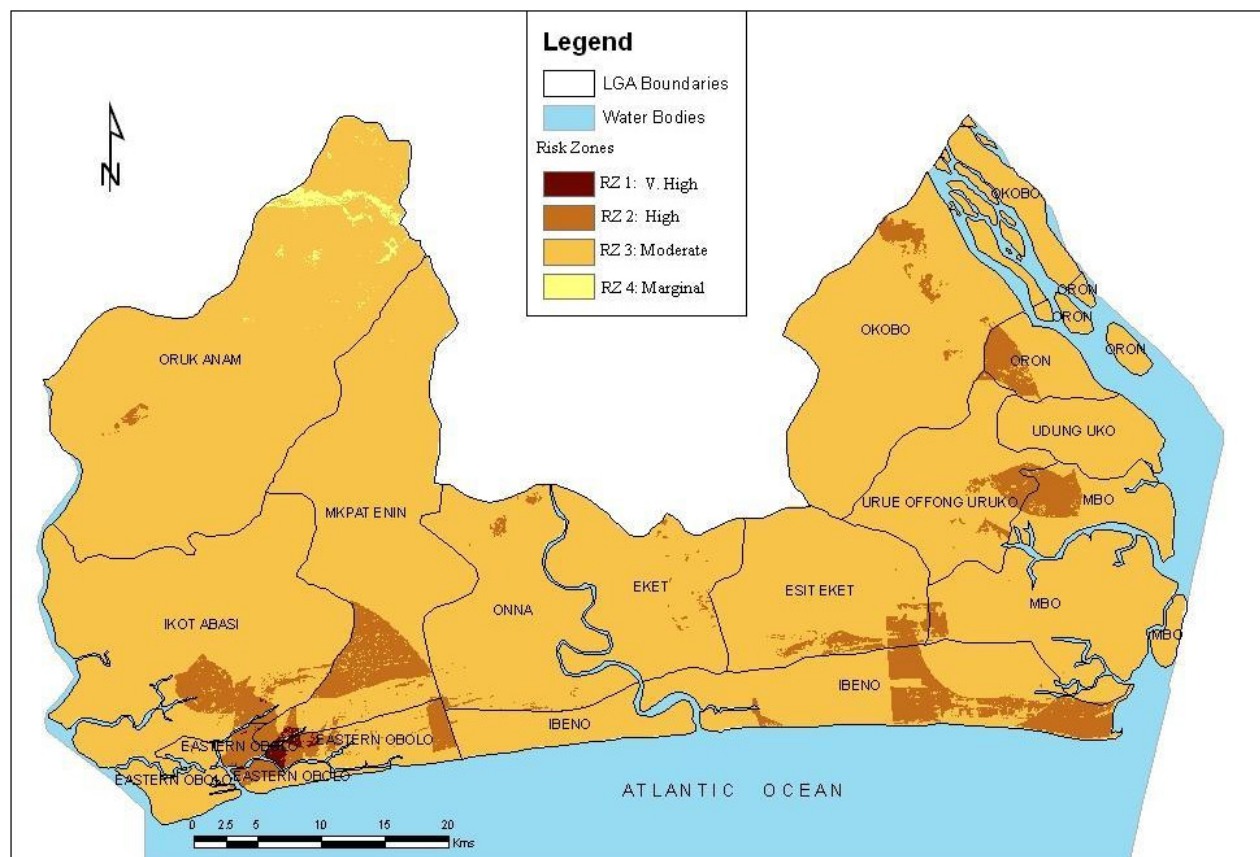 Legend
LGA Boundaries
Water Bodies
Risk Zones
RZ 1: V. High
RZ 2: High
RZ 3: Moderate
RZ 4: Marginal
N
OKOBO
ORON
ORON
ORON
OKOBO
ORON
ORUK ANAM
UDUNG UKO
MKPAT ENIN
URUE OFFONG URUKO
MBO
EKET
ESIT EKET
ONNA
MBO
IKOT ABASI
MBO
IBENO
IBENO
EASTERN OBOLO
EASTERN OBOLO
EASTERN OBOLO
EASTERN OBOLO
ATLANTIC OCEAN
0 2.5 5 10 15 20
Kms